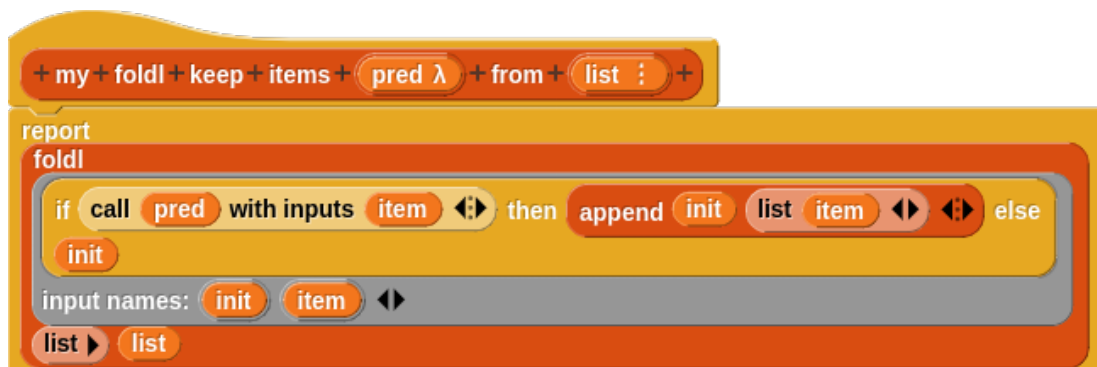 + my + foldl + keep + items + pred λ + from + list ⋮ +
report
foldl
if call pred with inputs item then append init list item else
init
input names: init item
list list